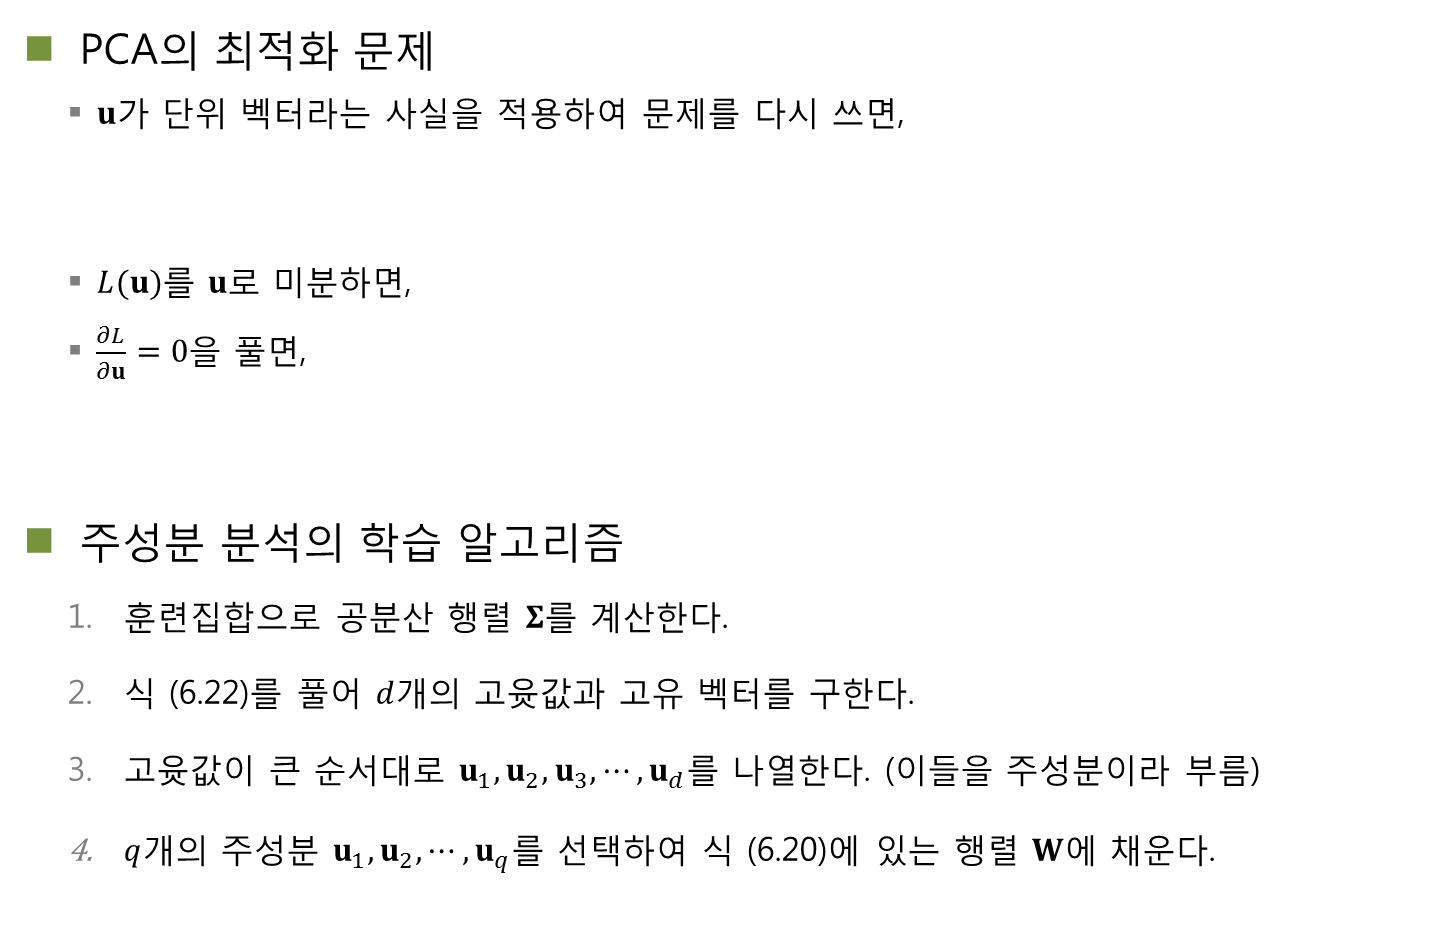 PCA의 최적화 문제
u가 단위 벡터라는 사실을 적용하여 문제를 다시 쓰면,
L(u)를 u로 미분하면,
∂L/∂u = 0을 풀면,
주성분 분석의 학습 알고리즘
1. 훈련집합으로 공분산 행렬 Σ를 계산한다.
2. 식 (6.22)를 풀어 d개의 고윳값과 고유 벡터를 구한다.
3. 고윳값이 큰 순서대로 u₁, u₂, u₃, ⋯, u_d를 나열한다. (이들을 주성분이라 부름)
4. q개의 주성분 u₁, u₂, ⋯, u_q를 선택하여 식 (6.20)에 있는 행렬 W에 채운다.